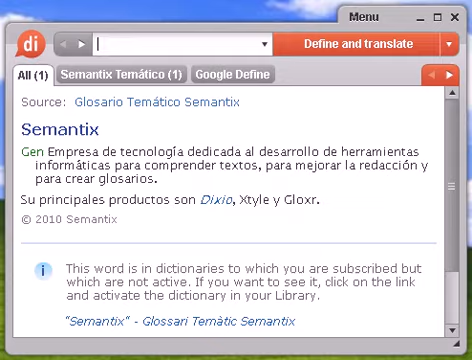 Menu
di
Define and translate
All (1)
Semantix Temático (1)
Google Define
Source: Glosario Temático Semantix
Semantix
Gen Empresa de tecnología dedicada al desarrollo de herramientas
informáticas para comprender textos, para mejorar la redacción y
para crear glosarios.
Su principales productos son Dixio, Xtyle y Gloxr.
© 2010 Semantix
i
This word is in dictionaries to which you are subscribed but
which are not active. If you want to see it, click on the link
and activate the dictionary in your Library.
"Semantix" - Glossari Temàtic Semantix